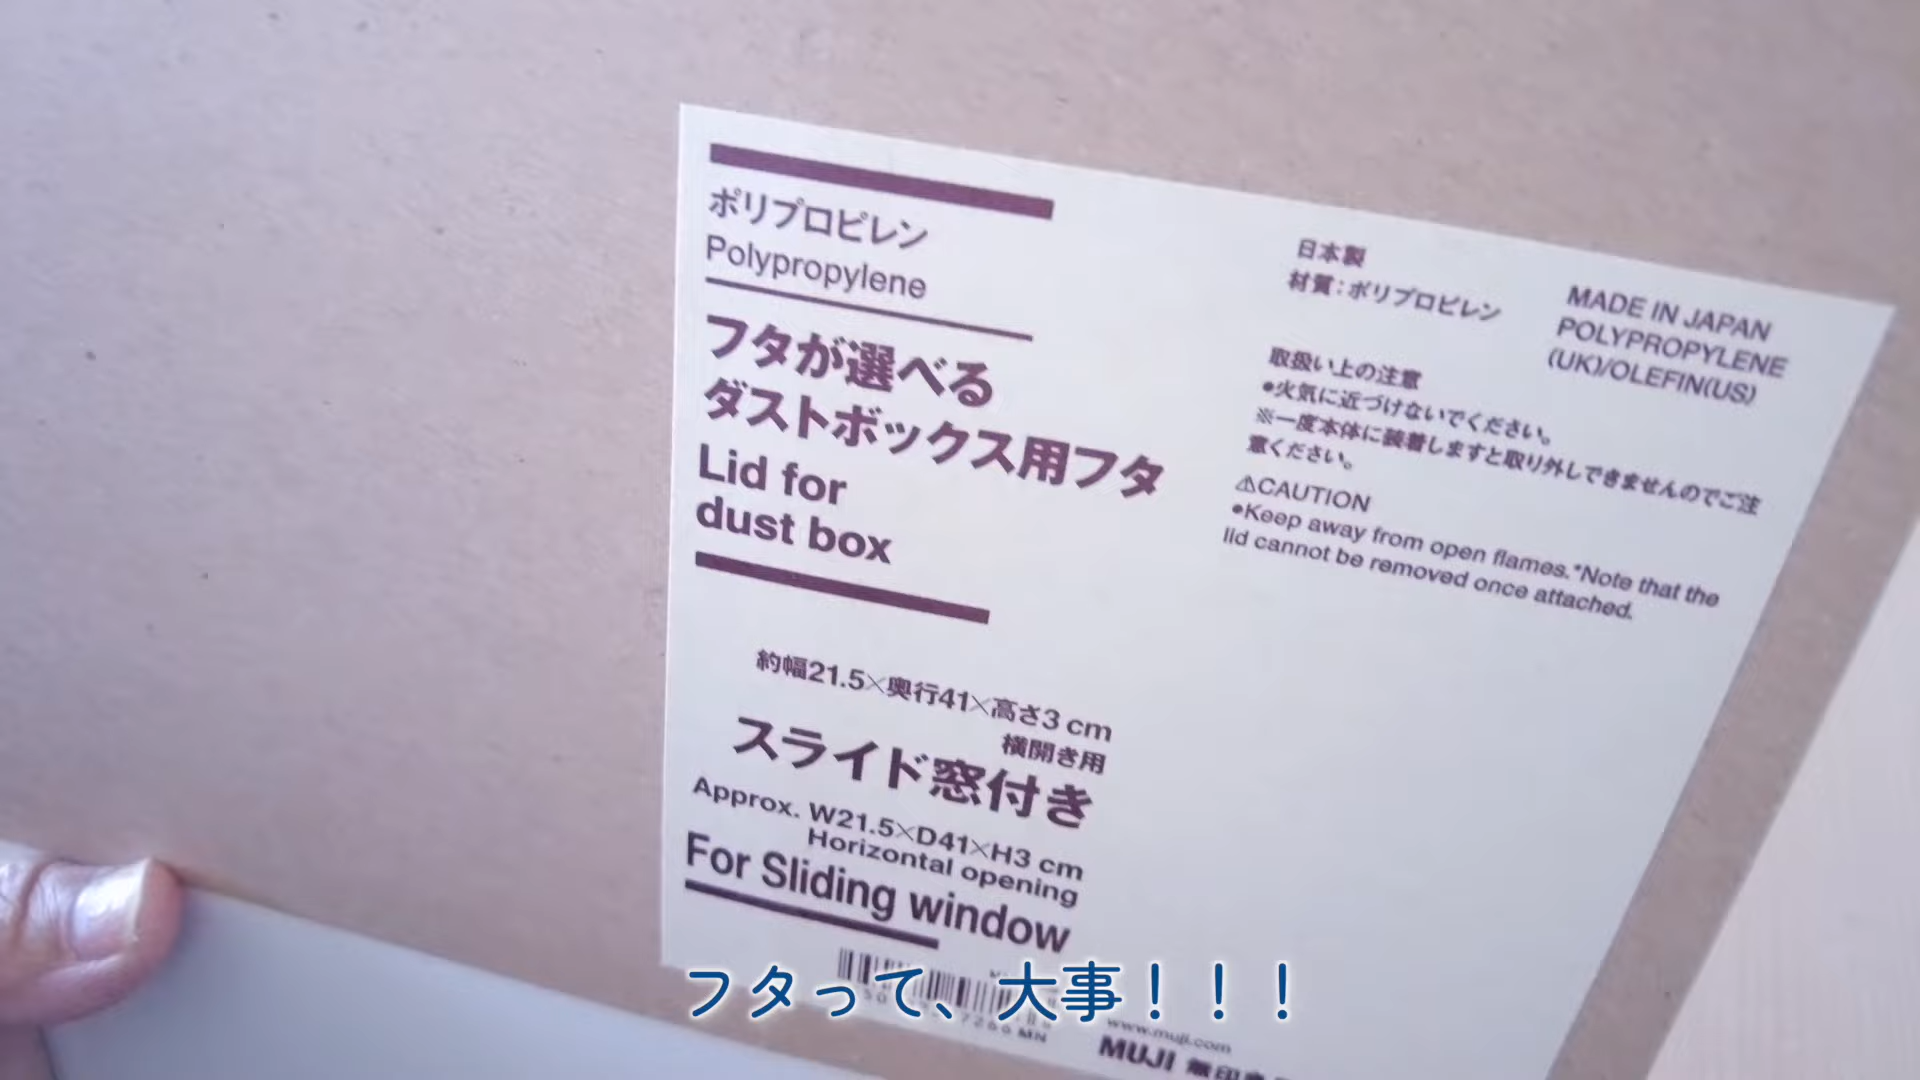 ポリプロピレン
Polypropylene
フタが選べる
ダストボックス用フタ
Lid for
dust box
約幅21.5×奥行41×高さ3 cm
横開き用
スライド窓付き
Approx. W21.5×D41×H3 cm
Horizontal opening
For Sliding window
日本製
材質:ポリプロピレン
MADE IN JAPAN
POLYPROPYLENE
(UK)/OLEFIN(US)
取扱い上の注意
●火気に近づけないでください。
※一度本体に装着しますと取り外しできませんのでご注
意ください。
⚠CAUTION
●Keep away from open flames.*Note that the
lid cannot be removed once attached.
フタって、大事！！！
www.muji.com
MUJI 無印